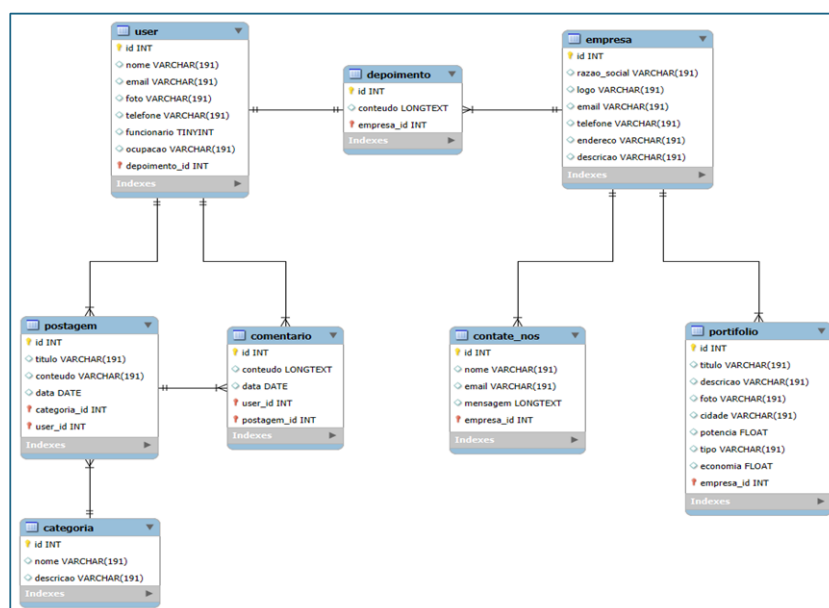 user
id INT
nome VARCHAR(191)
email VARCHAR(191)
foto VARCHAR(191)
telefone VARCHAR(191)
funcionario TINYINT
ocupacao VARCHAR(191)
depoimento_id INT
Indexes
depoimento
id INT
conteudo LONGTEXT
empresa_id INT
Indexes
empresa
id INT
razao_social VARCHAR(191)
logo VARCHAR(191)
email VARCHAR(191)
telefone VARCHAR(191)
endereco VARCHAR(191)
descricao VARCHAR(191)
Indexes
postagem
id INT
titulo VARCHAR(191)
conteudo VARCHAR(191)
data DATE
categoria_id INT
user_id INT
Indexes
comentario
id INT
conteudo LONGTEXT
data DATE
user_id INT
postagem_id INT
Indexes
contate_nos
id INT
nome VARCHAR(191)
email VARCHAR(191)
mensagem LONGTEXT
empresa_id INT
Indexes
portifolio
id INT
titulo VARCHAR(191)
descricao VARCHAR(191)
foto VARCHAR(191)
cidade VARCHAR(191)
potencia FLOAT
tipo VARCHAR(191)
economia FLOAT
empresa_id INT
Indexes
categoria
id INT
nome VARCHAR(191)
descricao VARCHAR(191)